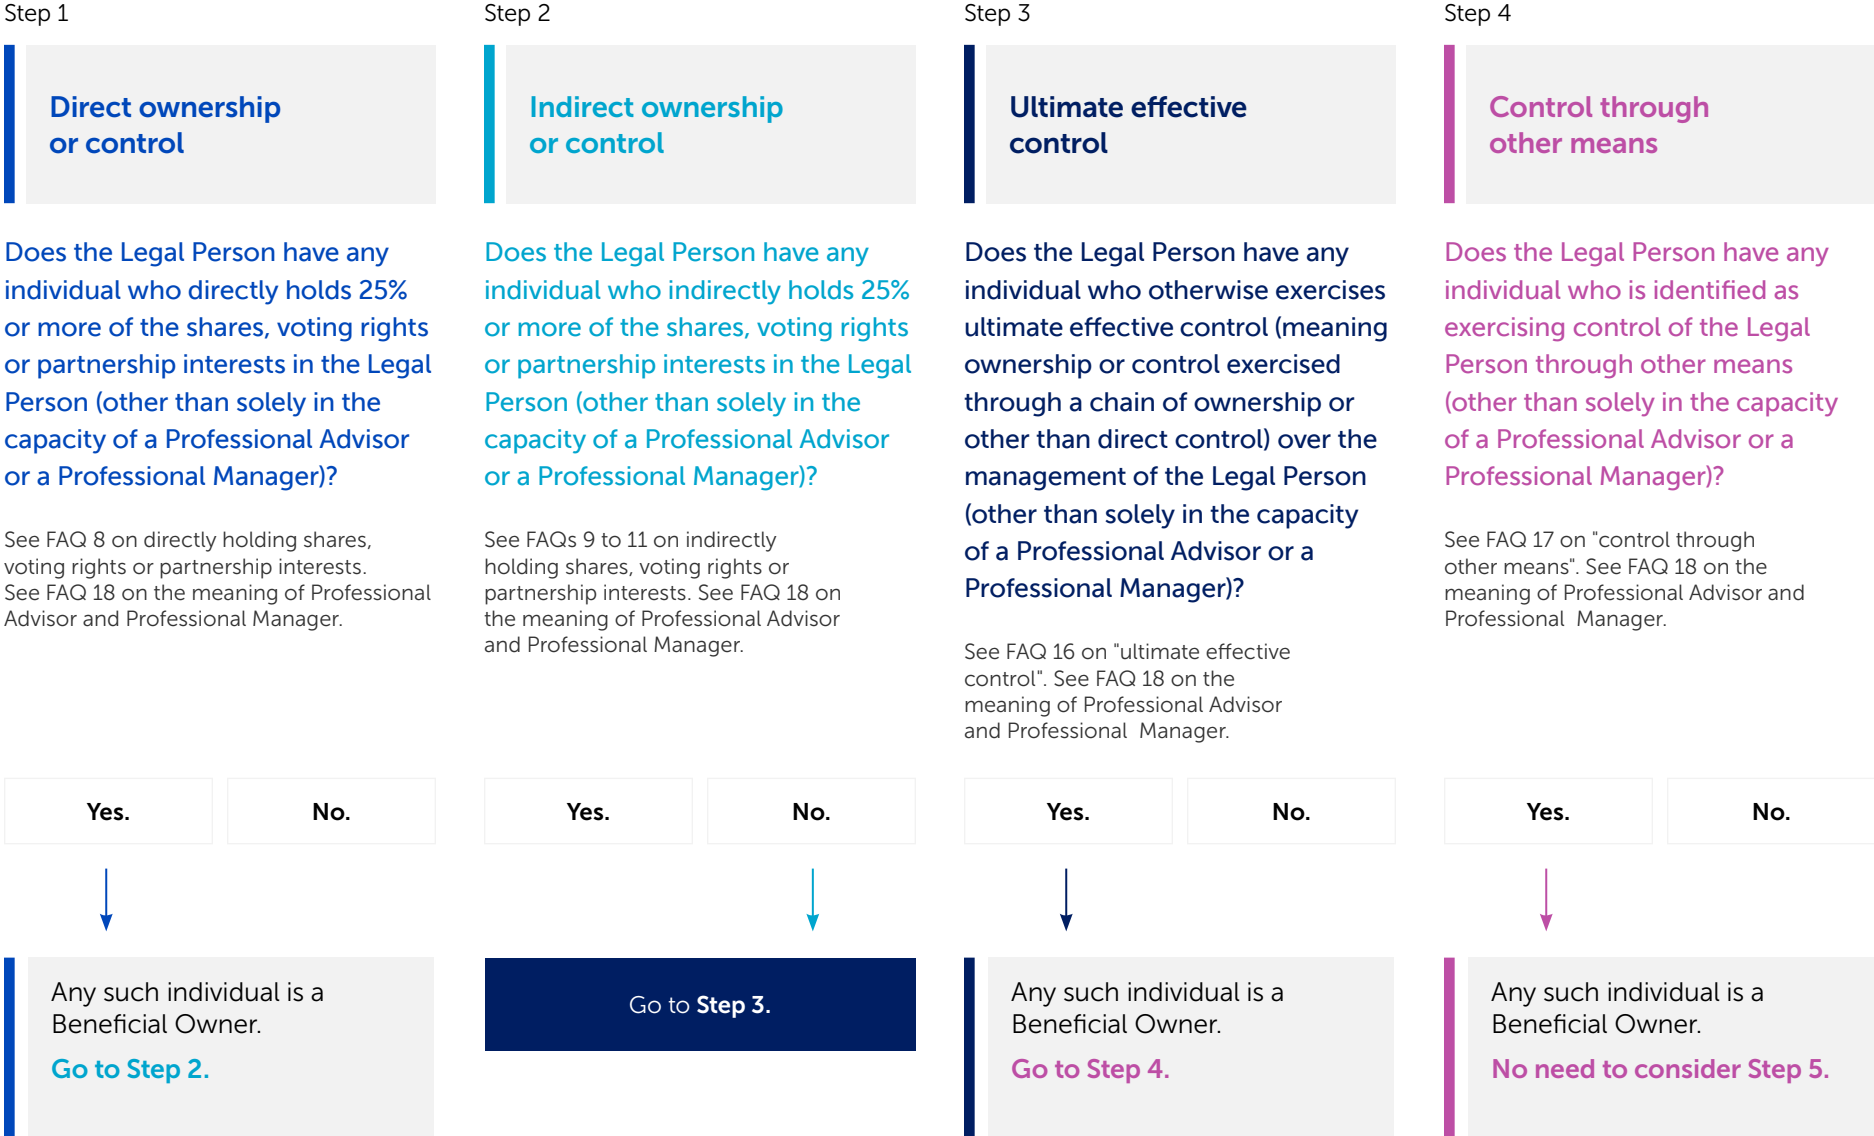 Step 1
Direct ownership
or control
Does the Legal Person have any
individual who directly holds 25%
or more of the shares, voting rights
or partnership interests in the Legal
Person (other than solely in the
capacity of a Professional Advisor
or a Professional Manager)?
See FAQ 8 on directly holding shares,
voting rights or partnership interests.
See FAQ 18 on the meaning of Professional
Advisor and Professional Manager.
Yes.
No.
Any such individual is a
Beneficial Owner.
Go to Step 2.
Step 2
Indirect ownership
or control
Does the Legal Person have any
individual who indirectly holds 25%
or more of the shares, voting rights
or partnership interests in the Legal
Person (other than solely in the
capacity of a Professional Advisor
or a Professional Manager)?
See FAQs 9 to 11 on indirectly
holding shares, voting rights or
partnership interests. See FAQ 18 on
the meaning of Professional Advisor
and Professional Manager.
Yes.
No.
Go to Step 3.
Step 3
Ultimate effective
control
Does the Legal Person have any
individual who otherwise exercises
ultimate effective control (meaning
ownership or control exercised
through a chain of ownership or
other than direct control) over the
management of the Legal Person
(other than solely in the capacity
of a Professional Advisor or a
Professional Manager)?
See FAQ 16 on "ultimate effective
control". See FAQ 18 on the
meaning of Professional Advisor
and Professional Manager.
Yes.
No.
Any such individual is a
Beneficial Owner.
Go to Step 4.
Step 4
Control through
other means
Does the Legal Person have any
individual who is identified as
exercising control of the Legal
Person through other means
(other than solely in the capacity
of a Professional Advisor or a
Professional Manager)?
See FAQ 17 on "control through
other means". See FAQ 18 on the
meaning of Professional Advisor and
Professional Manager.
Yes.
No.
Any such individual is a
Beneficial Owner.
No need to consider Step 5.